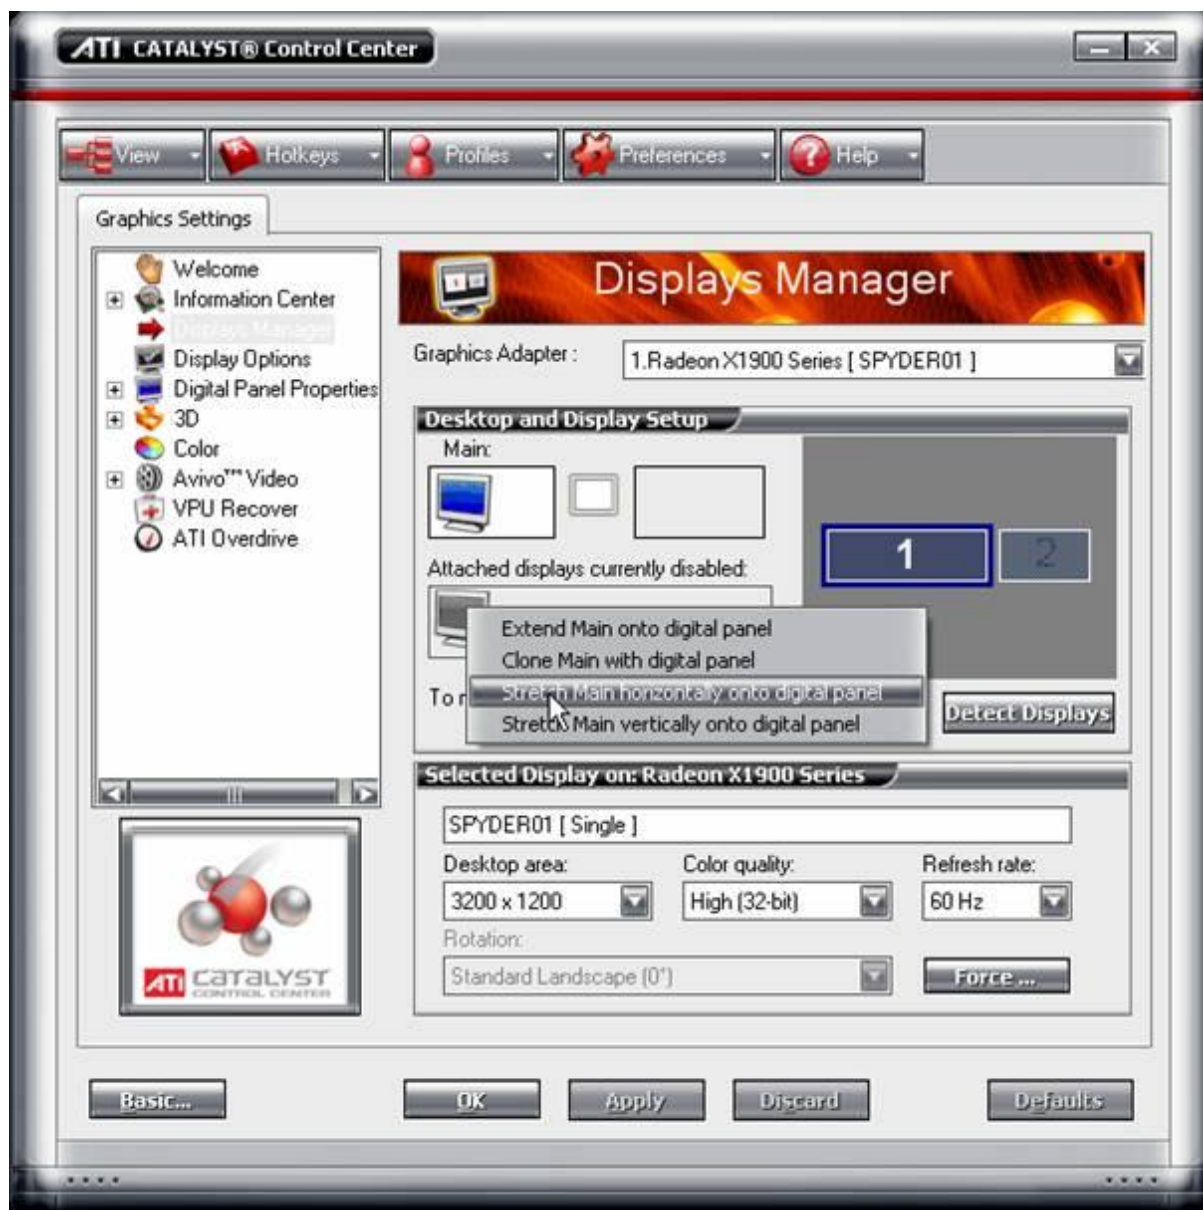 ATI CATALYST® Control Center
View
Hotkeys
Profiles
Preferences
? Help
Graphics Settings
Welcome
Information Center
Displays Manager
Display Options
Digital Panel Properties
3D
Color
Avivo™ Video
VPU Recover
ATI Overdrive
ATI CATALYST
CONTROL CENTER
Displays Manager
Graphics Adapter :
1.Radeon X1900 Series [ SPYDER01 ]
Desktop and Display Setup
Main:
1
2
Attached displays currently disabled:
Extend Main onto digital panel
Clone Main with digital panel
Stretch Main horizontally onto digital panel
Stretch Main vertically onto digital panel
To
Detect Displays
Selected Display on: Radeon X1900 Series
SPYDER01 [ Single ]
Desktop area:
Color quality:
Refresh rate:
3200 x 1200
High (32-bit)
60 Hz
Rotation:
Standard Landscape (0°)
Force ...
Basic...
OK
Apply
Discard
Defaults